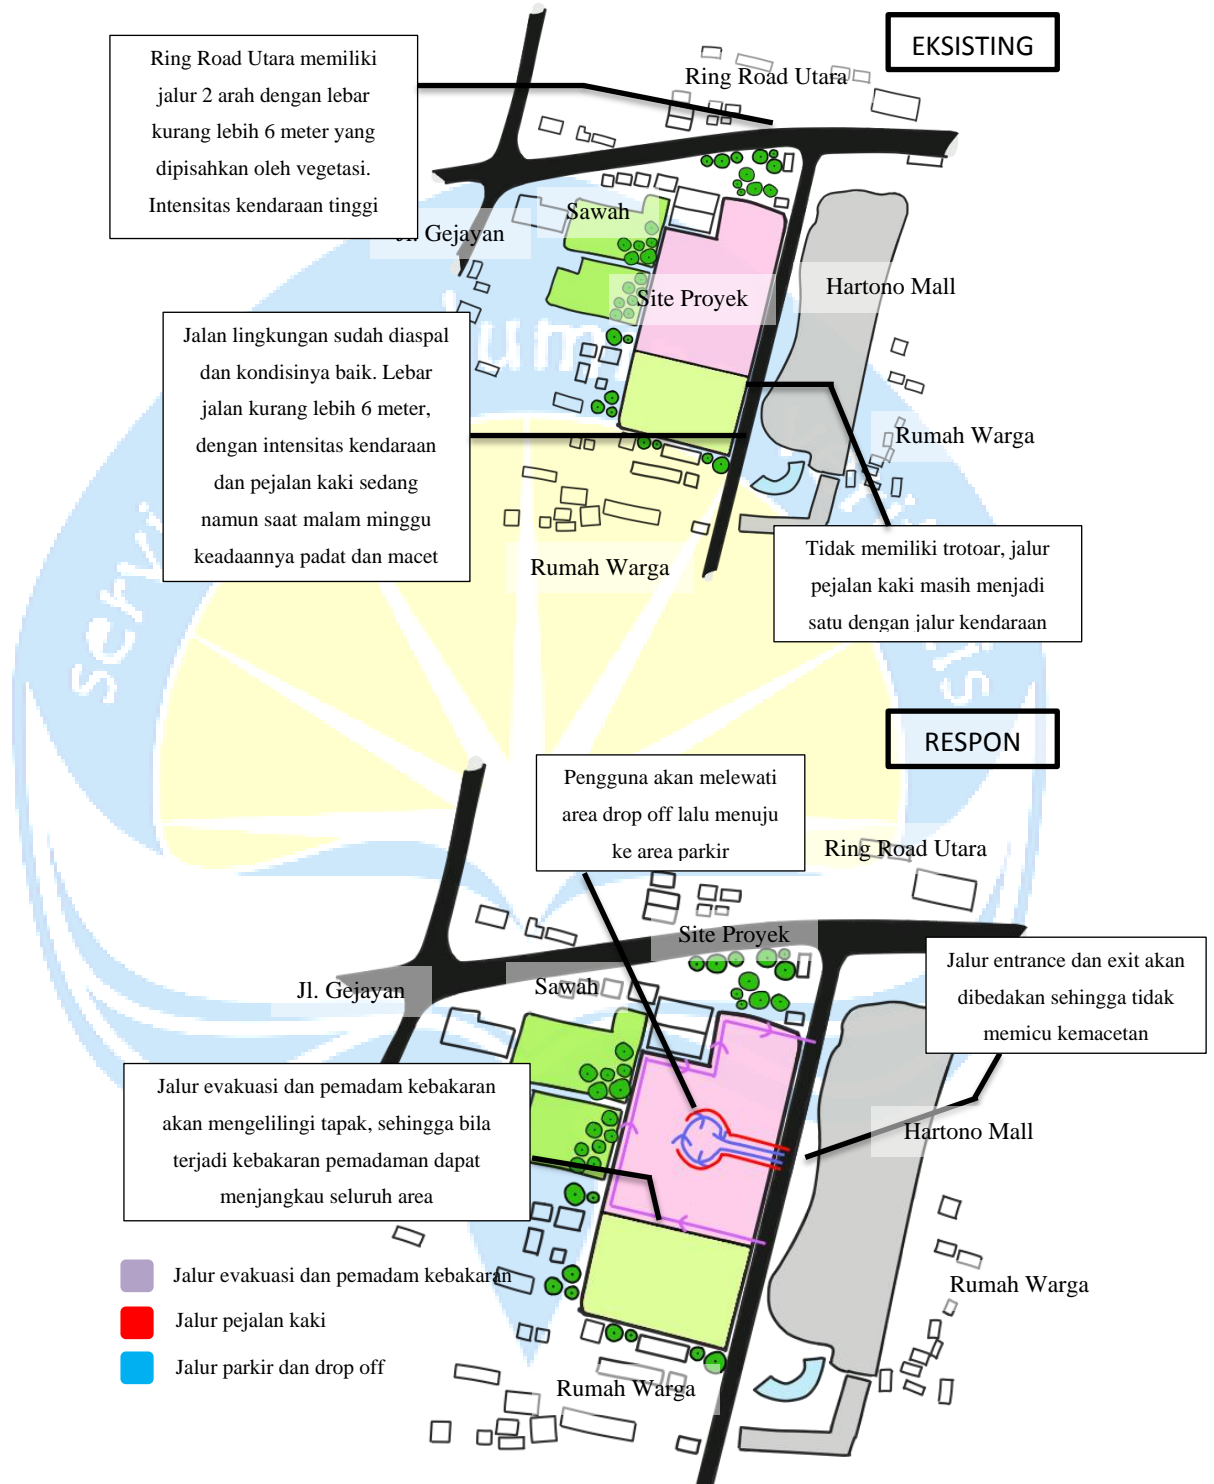 EKSISTING
Ring Road Utara memiliki
jalur 2 arah dengan lebar
kurang lebih 6 meter yang
dipisahkan oleh vegetasi.
Intensitas kendaraan tinggi
Ring Road Utara
Sawah
Jl. Gejayan
Site Proyek
Hartono Mall
Jalan lingkungan sudah diaspal
dan kondisinya baik. Lebar
jalan kurang lebih 6 meter,
dengan intensitas kendaraan
dan pejalan kaki sedang
namun saat malam minggu
keadaannya padat dan macet
Rumah Warga
Rumah Warga
Tidak memiliki trotoar, jalur
pejalan kaki masih menjadi
satu dengan jalur kendaraan
RESPON
Pengguna akan melewati
area drop off lalu menuju
ke area parkir
Ring Road Utara
Site Proyek
Jl. Gejayan
Sawah
Jalur entrance dan exit akan
dibedakan sehingga tidak
memicu kemacetan
Hartono Mall
Jalur evakuasi dan pemadam kebakaran
akan mengelilingi tapak, sehingga bila
terjadi kebakaran pemadaman dapat
menjangkau seluruh area
Jalur evakuasi dan pemadam kebakaran
Jalur pejalan kaki
Jalur parkir dan drop off
Rumah Warga
Rumah Warga